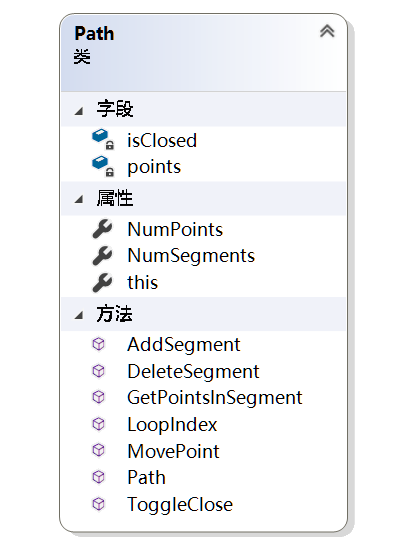 Path
类
字段
isClosed
points
属性
NumPoints
NumSegments
this
方法
AddSegment
DeleteSegment
GetPointsInSegment
LoopIndex
MovePoint
Path
ToggleClose